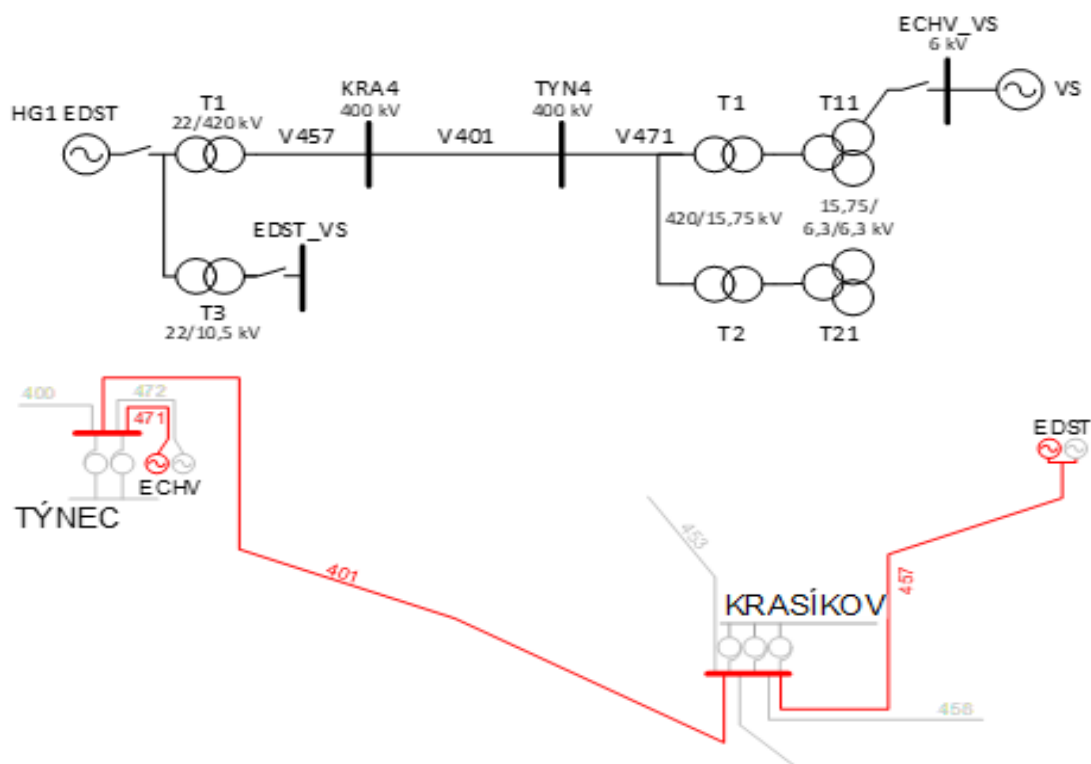 ECHV_VS
6 kV
VS
HG1 EDST
T1
22/420 kV
V457
KRA4
400 kV
V401
TYN4
400 kV
V471
T1
T11
420/15,75 kV
15,75/
6,3/6,3 kV
EDST_VS
T3
22/10,5 kV
T2
T21
400
472
471
ECHV
TÝNEC
401
EDST
453
457
KRASÍKOV
458